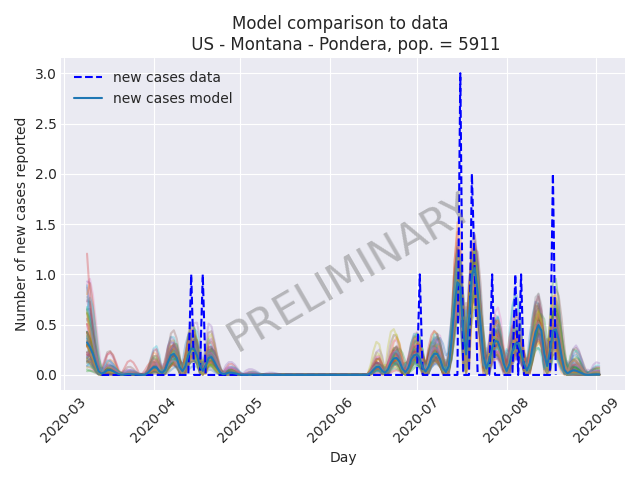 Model comparison to data
US - Montana - Pondera, pop. = 5911
new cases data
new cases model
Number of new cases reported
3.0
2.5
2.0
1.5
1.0
0.5
0.0
PRELIMINARY
2020-03
2020-04
2020-05
2020-06
2020-07
2020-08
2020-09
Day